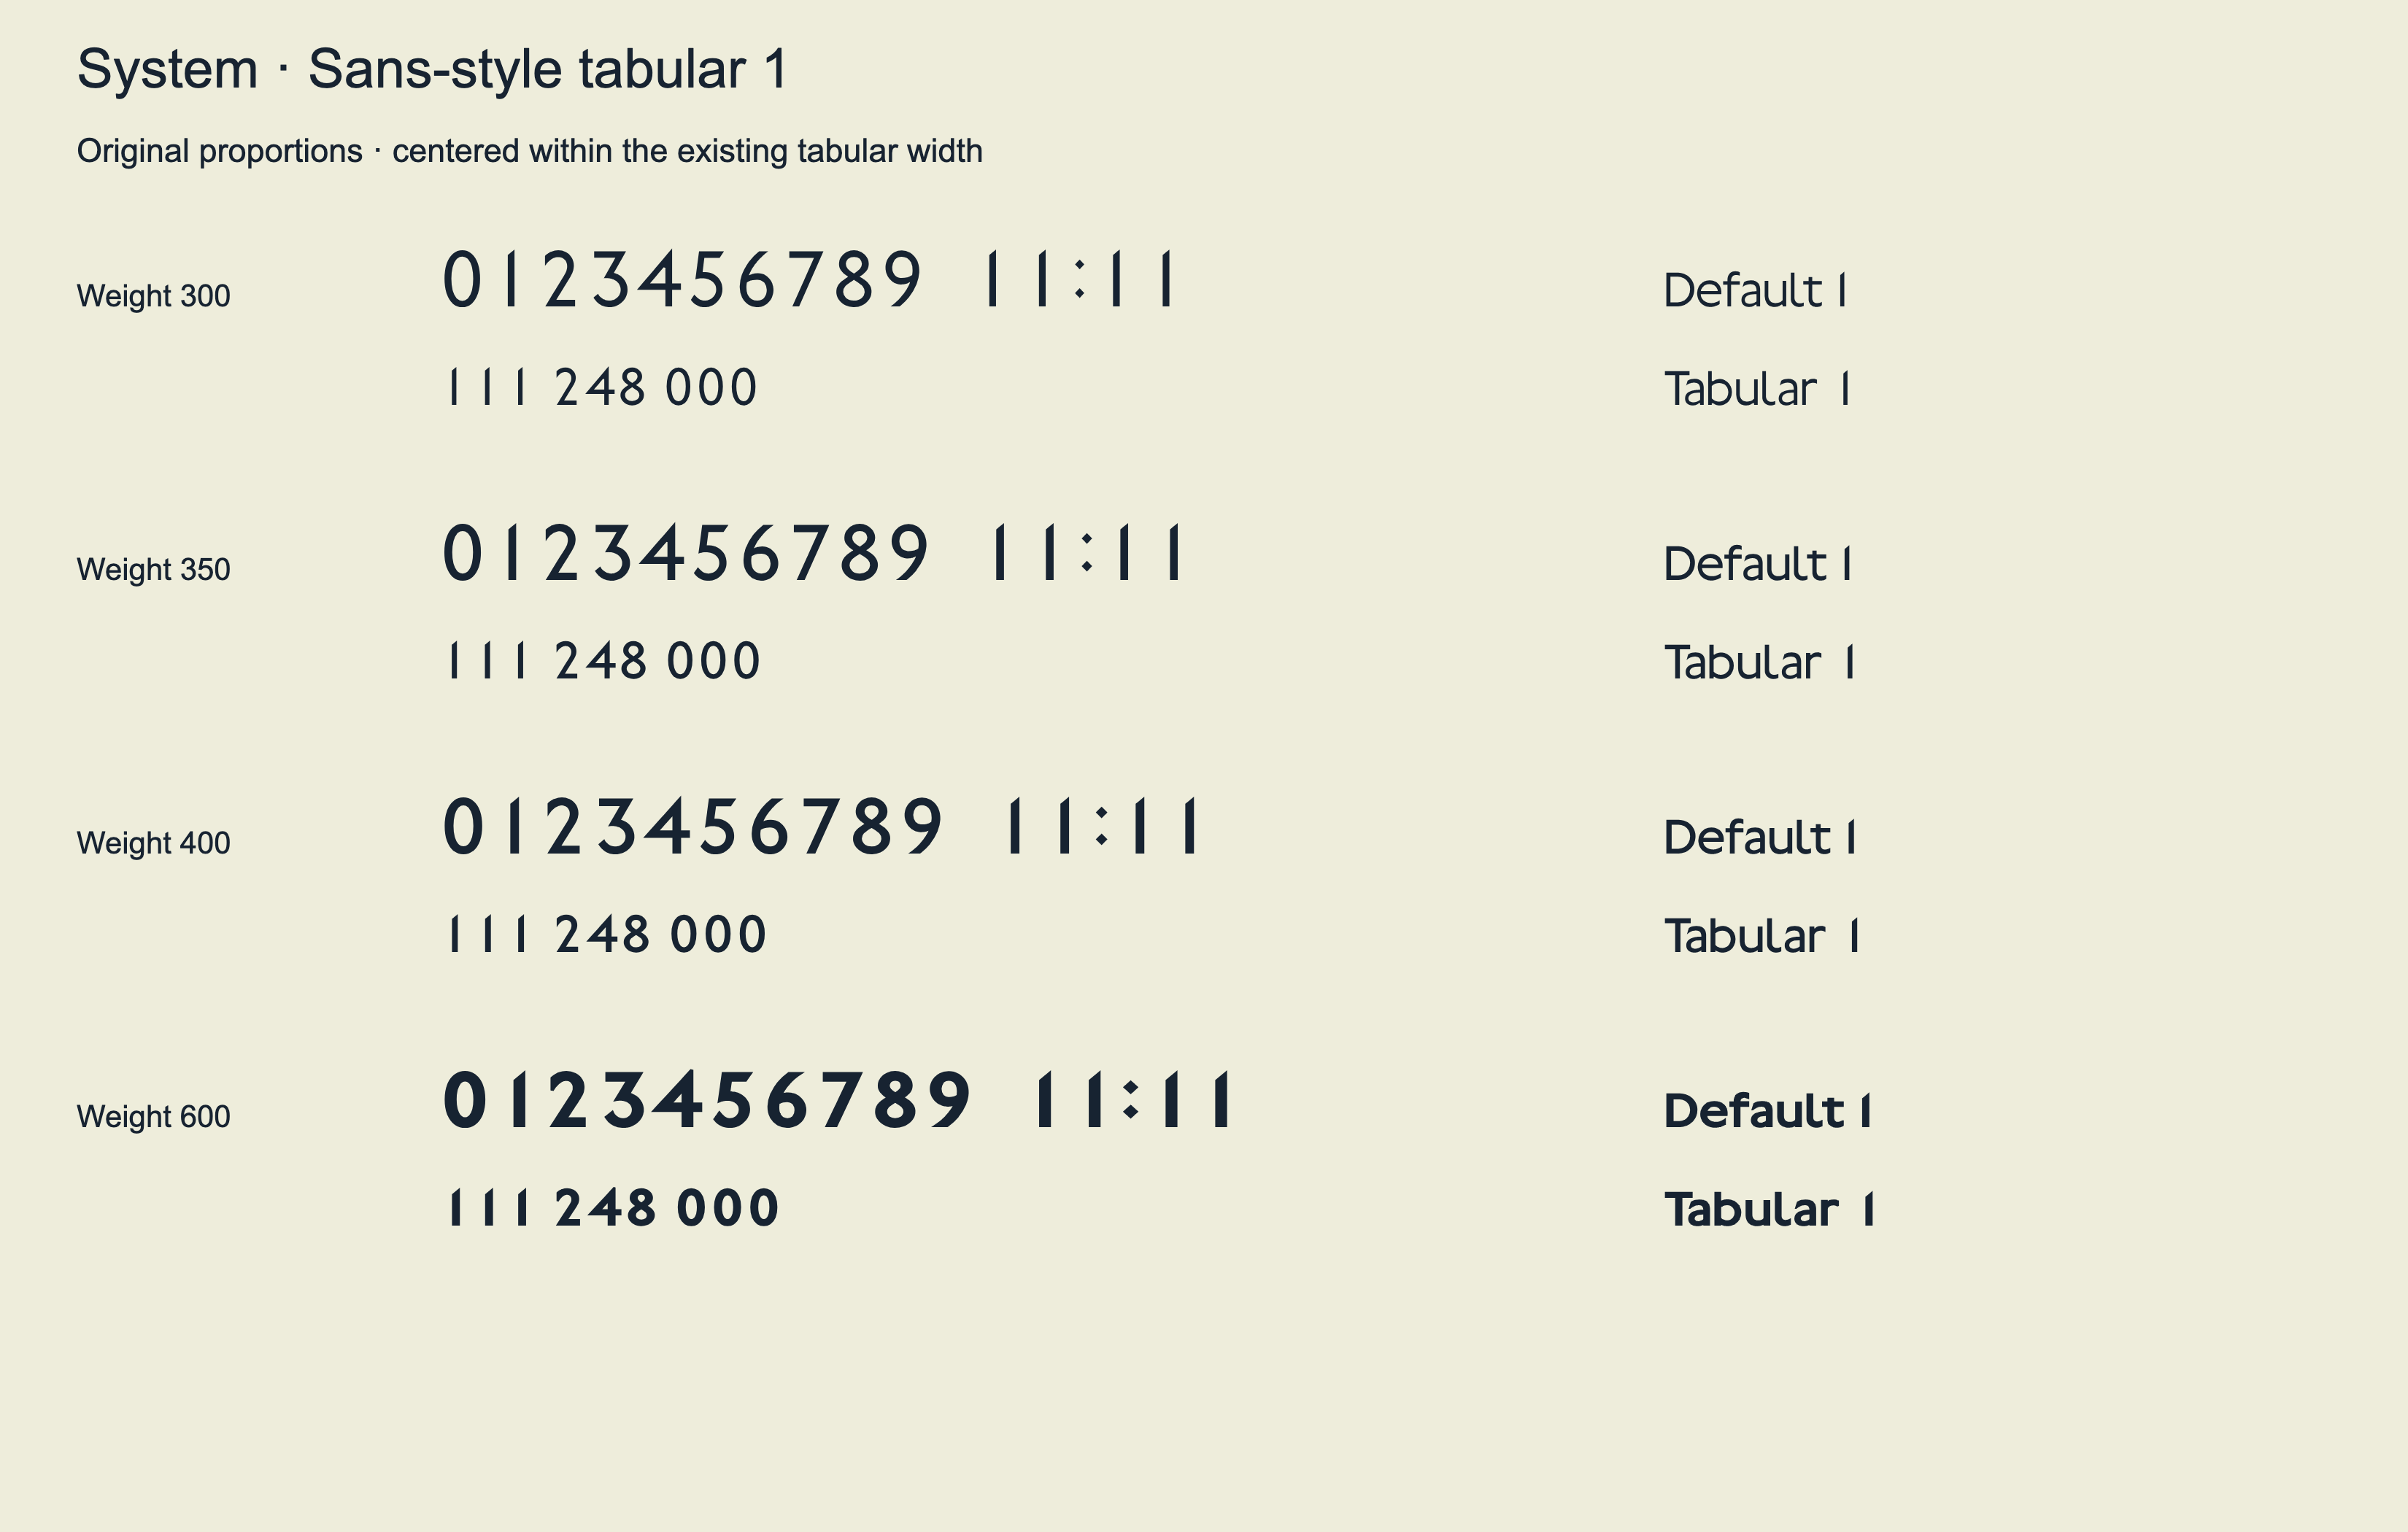 System · Sans-style tabular 1
Original proportions · centered within the existing tabular width
Weight 300 0123456789 11:11 Default 1
111 248 000 Tabular 1
Weight 350 0123456789 11:11 Default 1
111 248 000 Tabular 1
Weight 400 0123456789 11:11 Default 1
111 248 000 Tabular 1
Weight 600 0123456789 11:11 Default 1
111 248 000 Tabular 1